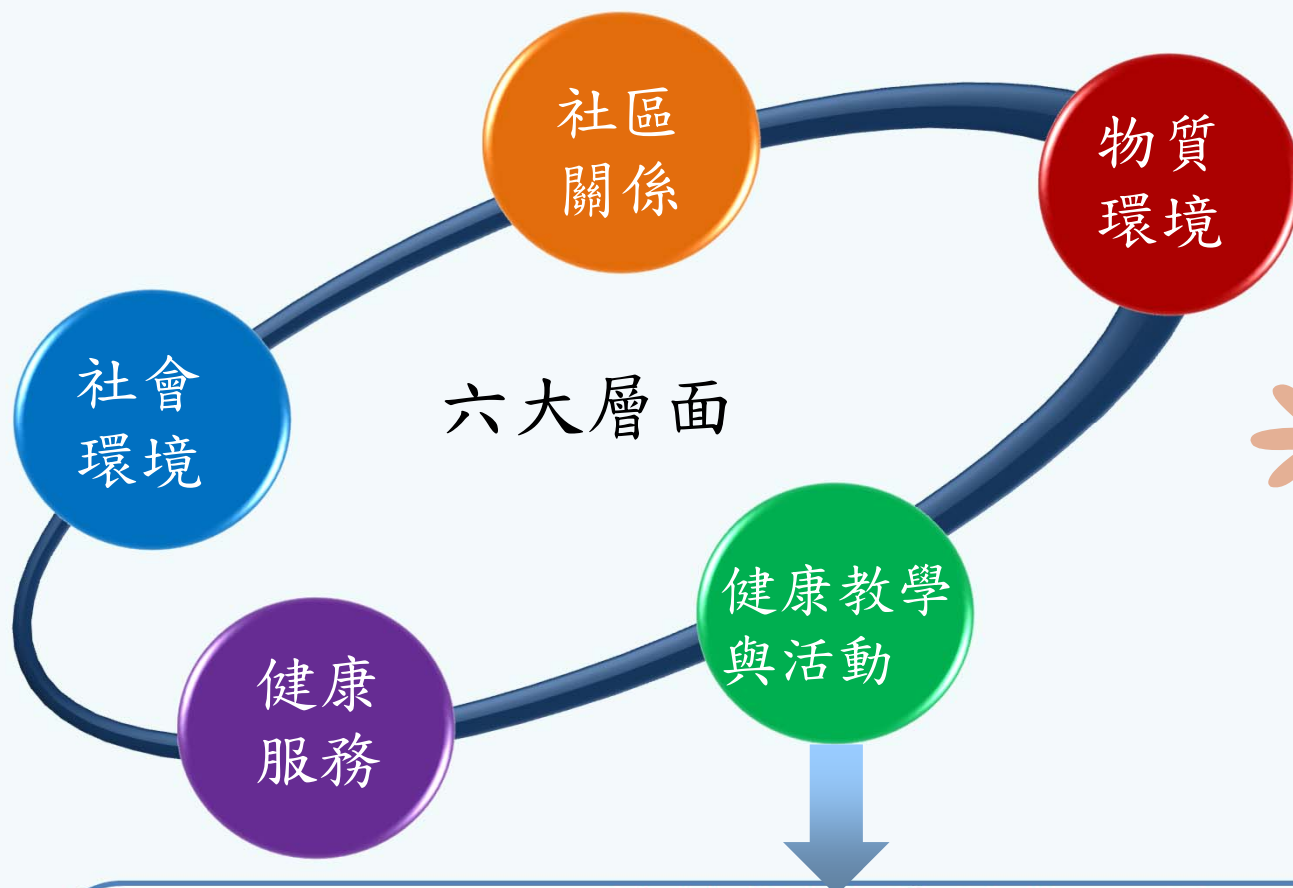 社區
關係
物質
環境
社會
環境
六大層面
健康教學
與活動
健康
服務